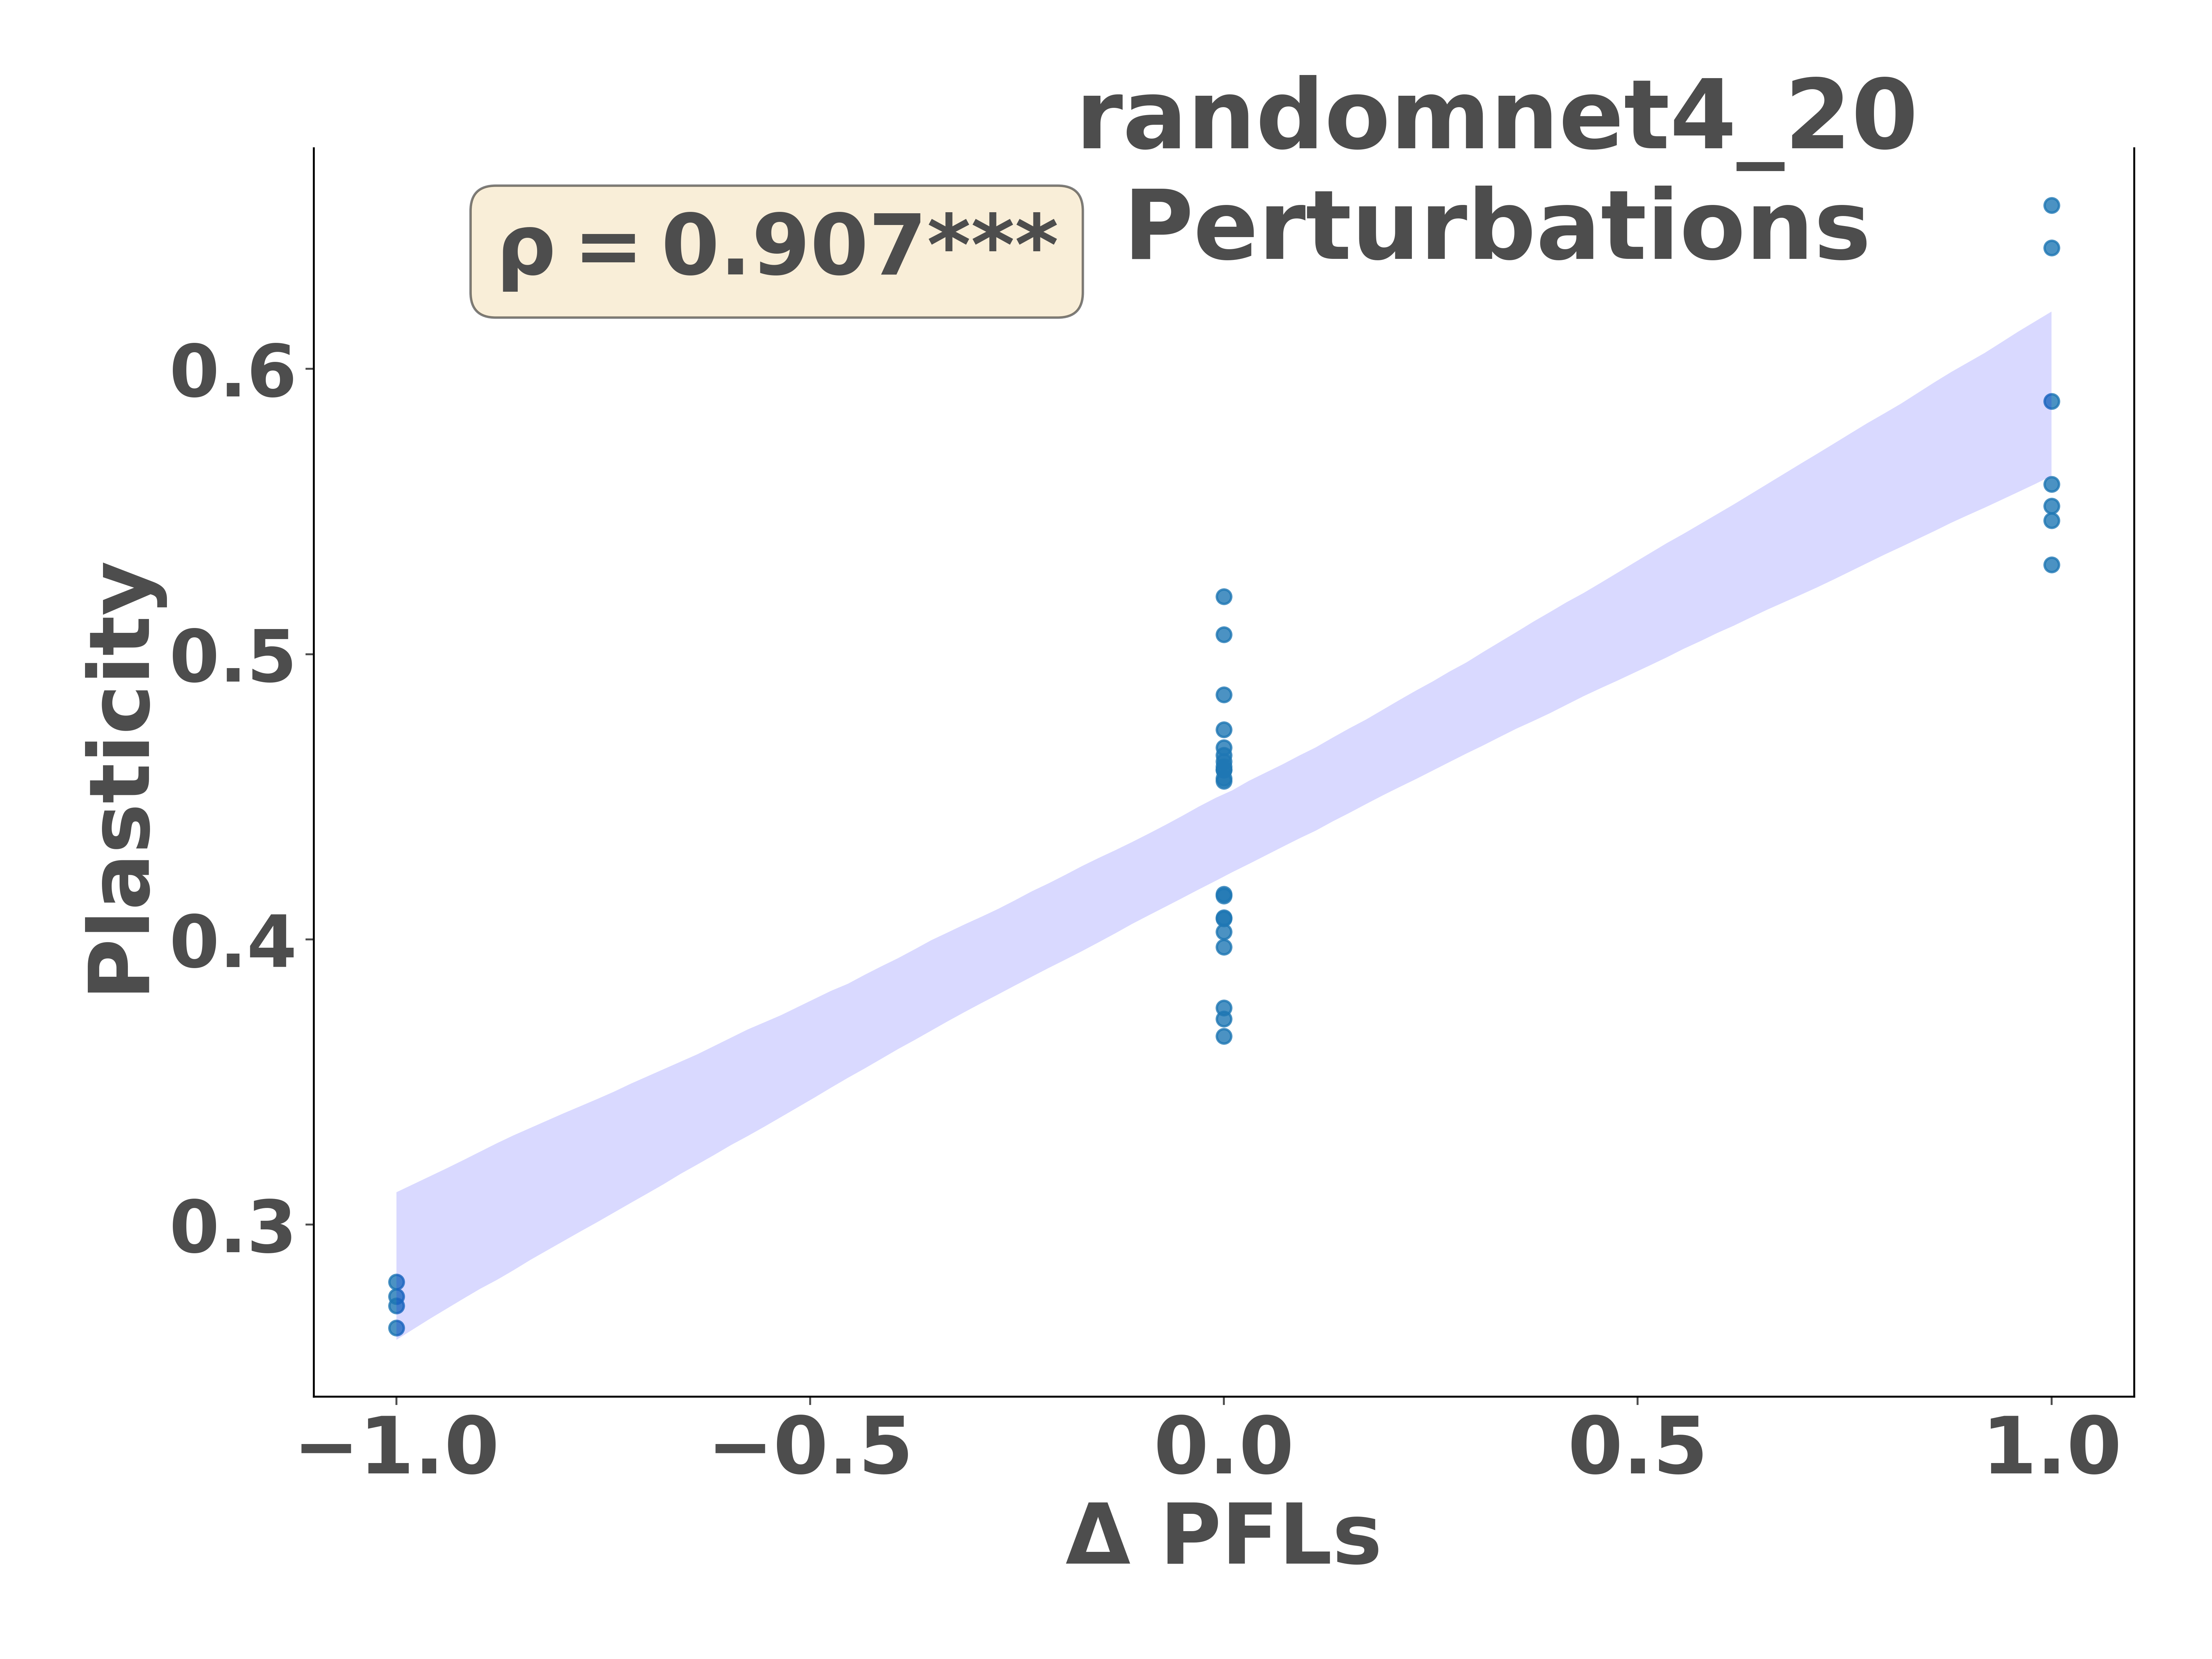 randomnet4_20
Perturbations
ρ = 0.907***
Plasticity
0.6
0.5
0.4
0.3
−1.0
−0.5
0.0
0.5
1.0
Δ PFLs